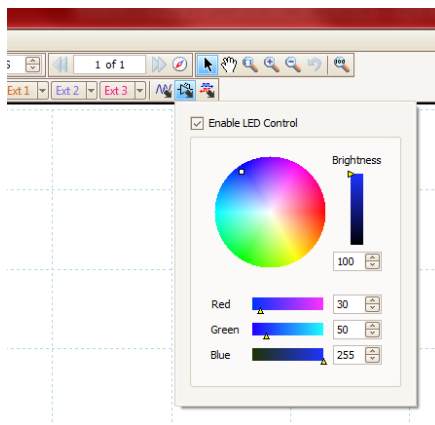 1 of 1
Ext 1 Ext 2 Ext 3
Enable LED Control
Brightness
100
Red 30
Green 50
Blue 255